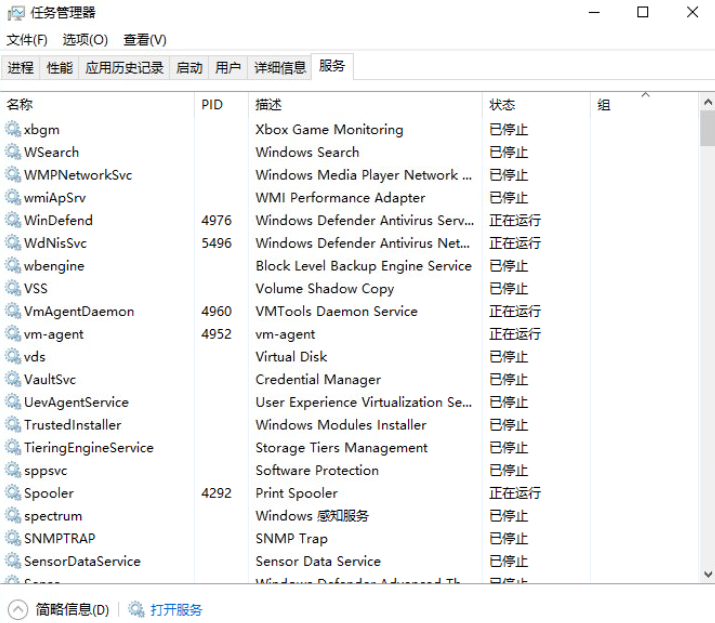 任务管理器
文件(F) 选项(O) 查看(V)
进程 性能 应用历史记录 启动 用户 详细信息 服务
名称 PID 描述 状态 组
xbgm Xbox Game Monitoring 已停止
WSearch Windows Search 已停止
WMPNetworkSvc Windows Media Player Network ... 已停止
wmiApSrv WMI Performance Adapter 已停止
WinDefend 4976 Windows Defender Antivirus Serv... 正在运行
WdNisSvc 5496 Windows Defender Antivirus Net... 正在运行
wbengine Block Level Backup Engine Service 已停止
VSS Volume Shadow Copy 已停止
VmAgentDaemon 4960 VMTools Daemon Service 正在运行
vm-agent 4952 vm-agent 正在运行
vds Virtual Disk 已停止
VaultSvc Credential Manager 已停止
UevAgentService User Experience Virtualization Se... 已停止
TrustedInstaller Windows Modules Installer 已停止
TieringEngineService Storage Tiers Management 已停止
sppsvc Software Protection 已停止
Spooler 4292 Print Spooler 正在运行
spectrum Windows 感知服务 已停止
SNMPTRAP SNMP Trap 已停止
SensorDataService Sensor Data Service 已停止
Sense Windows Defender Advanced Th... 已停止
简略信息(D) 打开服务